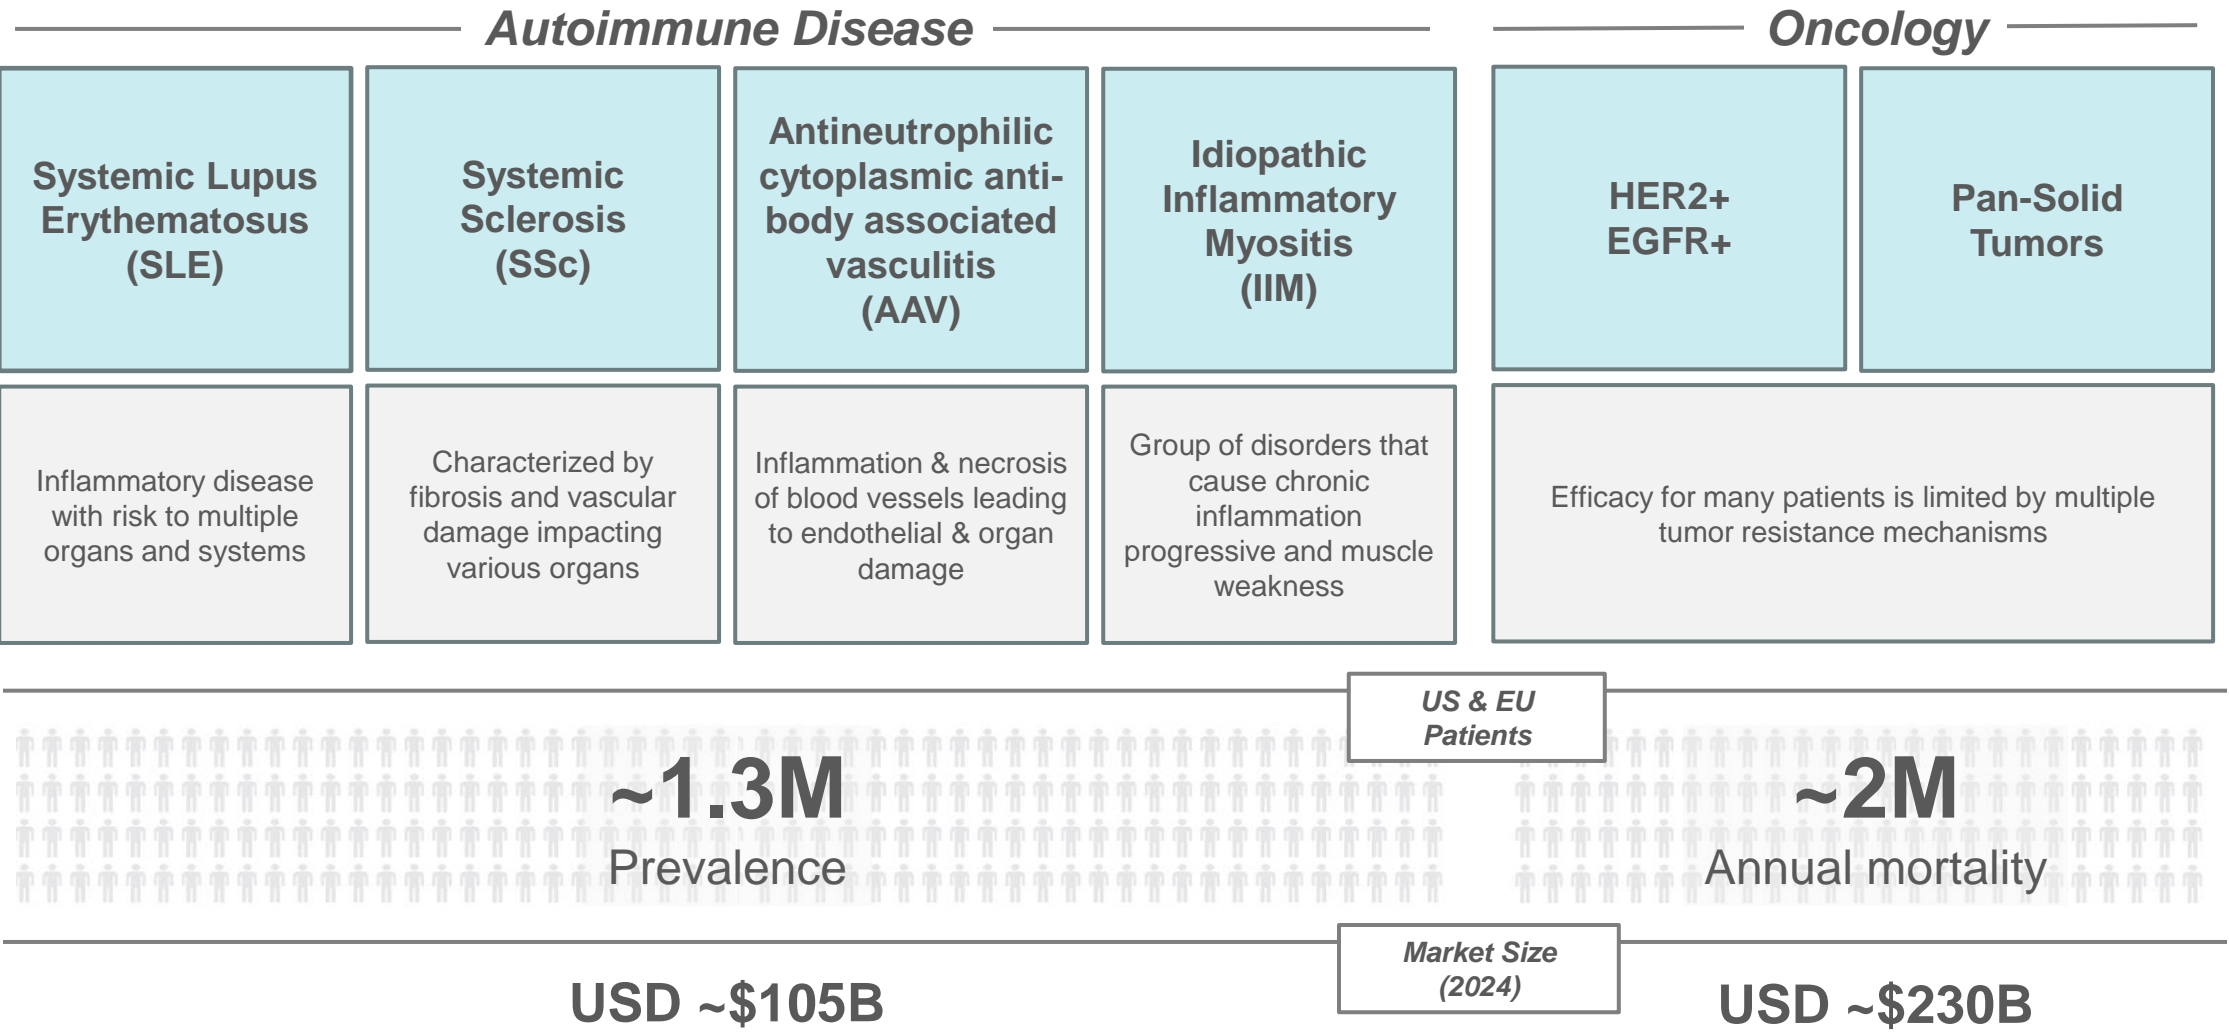 Autoimmune Disease
Oncology
Systemic Lupus
Erythematosus
(SLE)
Systemic
Sclerosis
(SSc)
Antineutrophilic
cytoplasmic anti-
body associated
vasculitis
(AAV)
Idiopathic
Inflammatory
Myositis
(IIM)
HER2+
EGFR+
Pan-Solid
Tumors
Inflammatory disease
with risk to multiple
organs and systems
Characterized by
fibrosis and vascular
damage impacting
various organs
Inflammation & necrosis
of blood vessels leading
to endothelial & organ
damage
Group of disorders that
cause chronic
inflammation
progressive and muscle
weakness
Efficacy for many patients is limited by multiple
tumor resistance mechanisms
US & EU
Patients
~1.3M
Prevalence
~2M
Annual mortality
Market Size
(2024)
USD ~$105B
USD ~$230B